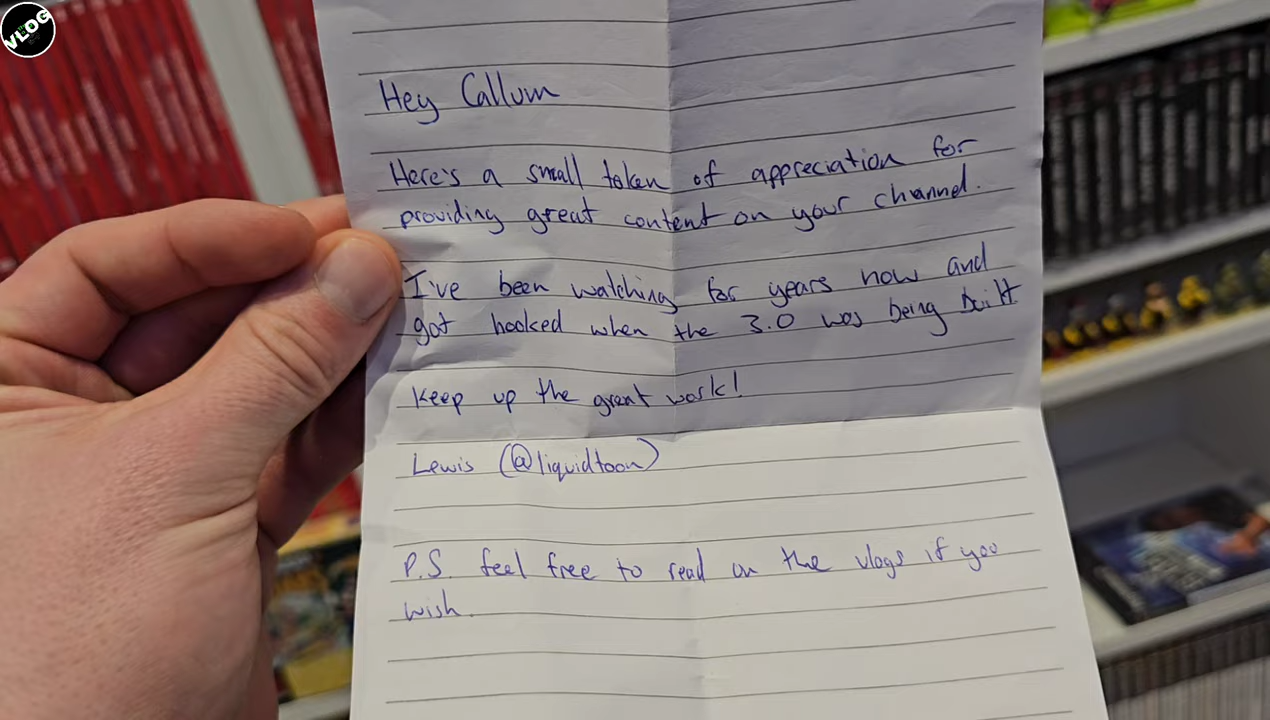 VLOG
Hey Callum
Here's a small token of appreciation for
providing great content on your channel.
I've been watching for years now and
got hooked when the 3.0 was being built
Keep up the great work!
Lewis (@liquidtoon)
P.S. feel free to read on the vlogs if you
wish.